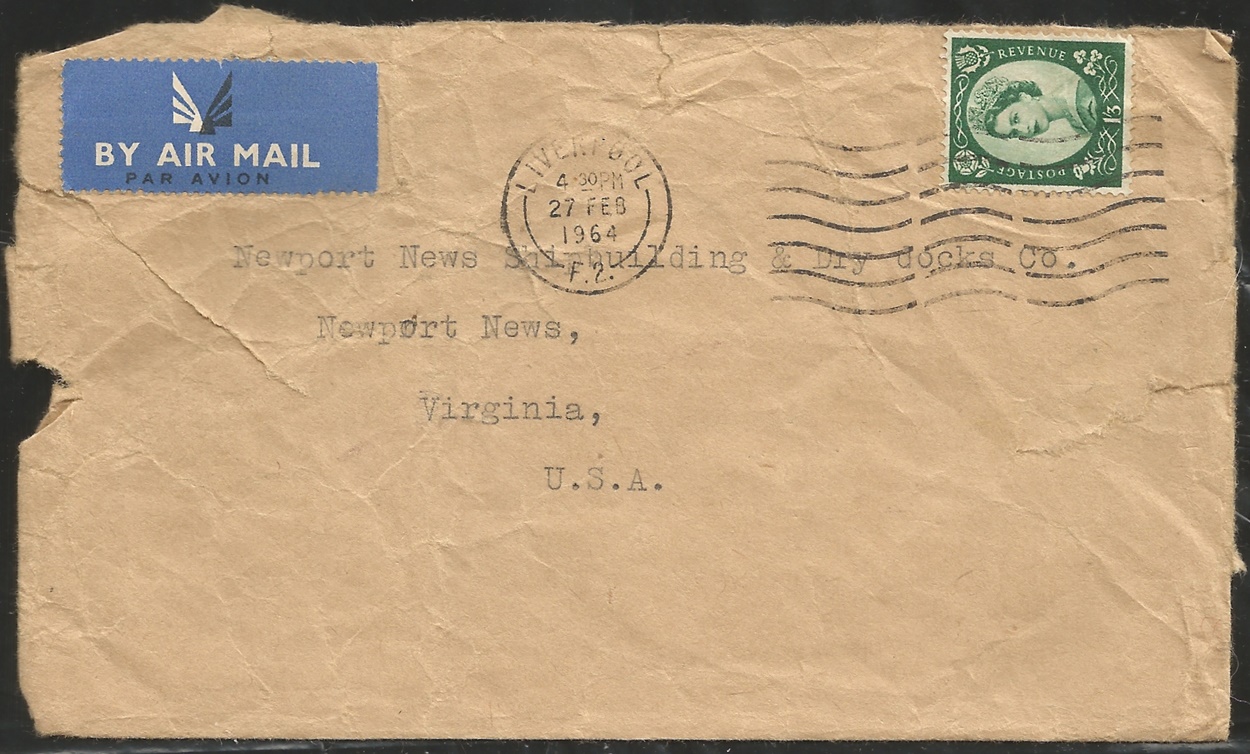 BY AIR MAIL
PAR AVION
REVENUE
1/3
POSTAGE
LIVERPOOL
4 30PM
27 FEB
1964
F.2.
Newport News Shipbuilding & Dry docks Co.
Newport News,
Virginia,
U.S.A.